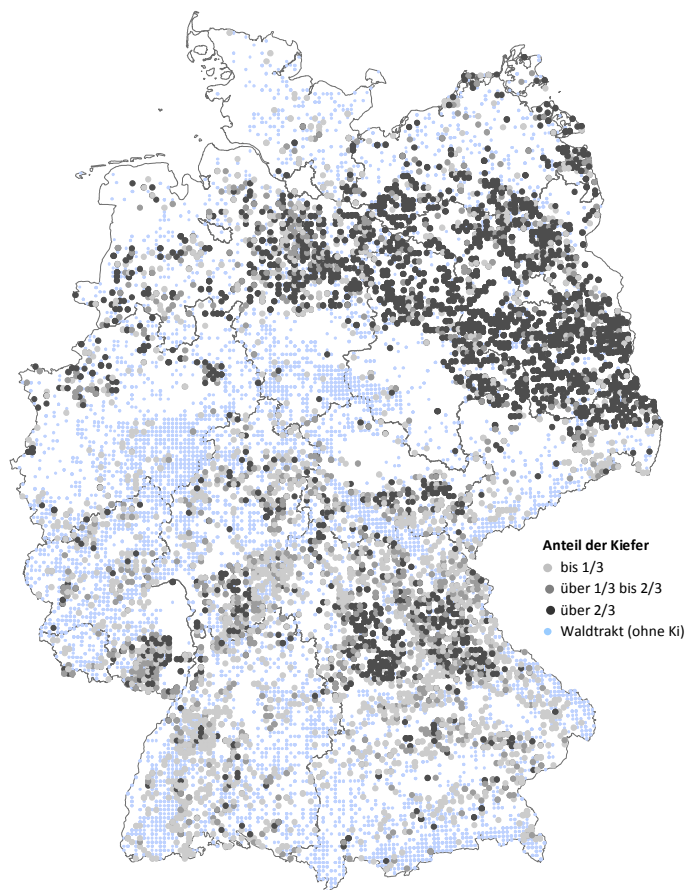 Anteil der Kiefer
bis 1/3
über 1/3 bis 2/3
über 2/3
Waldtrakt (ohne Ki)